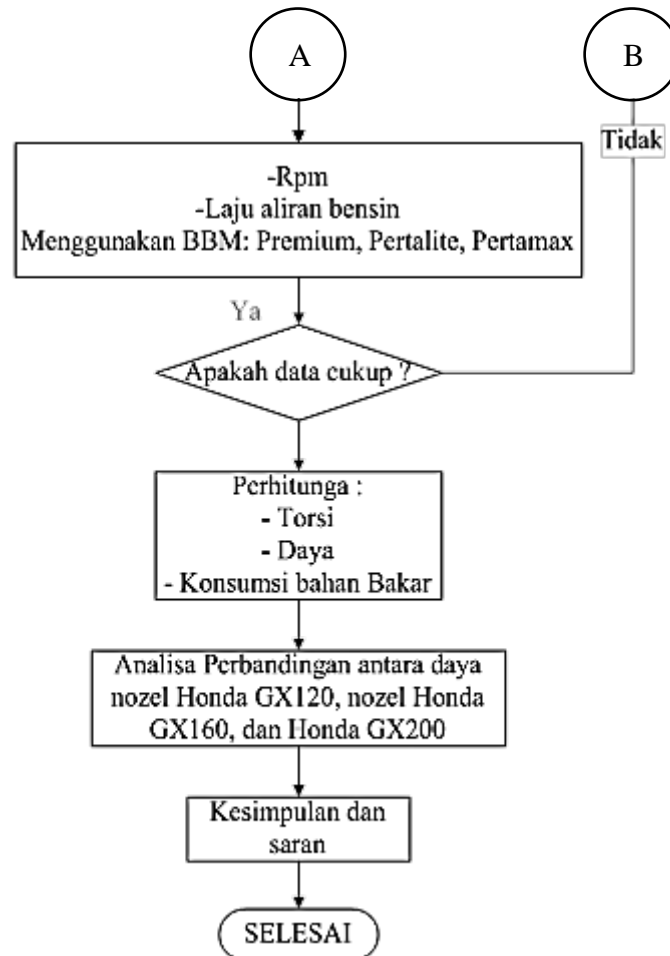 A
B
Tidak
-Rpm
-Laju aliran bensin
Menggunakan BBM: Premium, Pertalite, Pertamax
Ya
Apakah data cukup ?
Perhitunga :
- Torsi
- Daya
- Konsumsi bahan Bakar
Analisa Perbandingan antara daya
nozel Honda GX120, nozel Honda
GX160, dan Honda GX200
Kesimpulan dan
saran
SELESAI